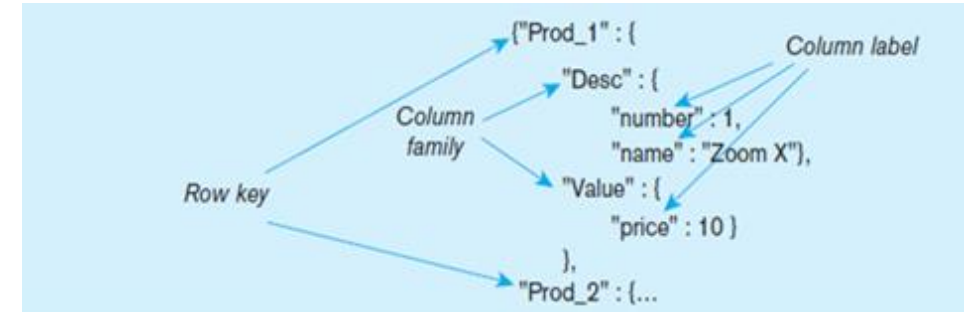 {"Prod_1" : {
Column label
"Desc" : {
Column
family
"number" : 1,
"name" : "Zoom X"},
Row key
"Value" : {
"price" : 10 }
},
"Prod_2" : {...